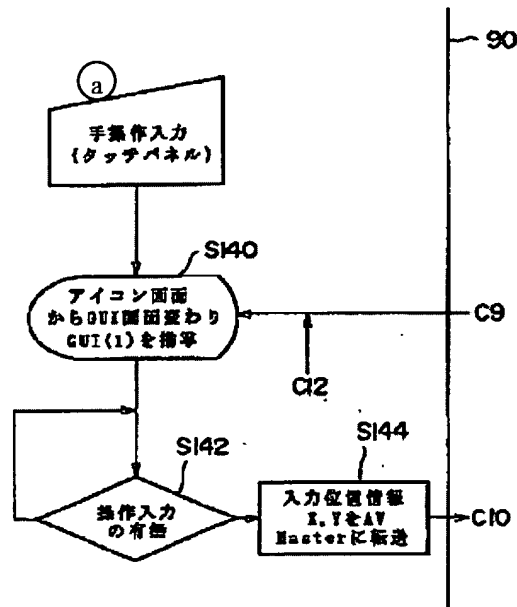 90
a
手操作入力
(タッチパネル)
S140
アイコン画面
からGUI画面変わり
GUI(1)を描写
C9
C12
S142
S144
操作入力
の有無
入力位置情報
X,YをAV
Masterに転送
C10